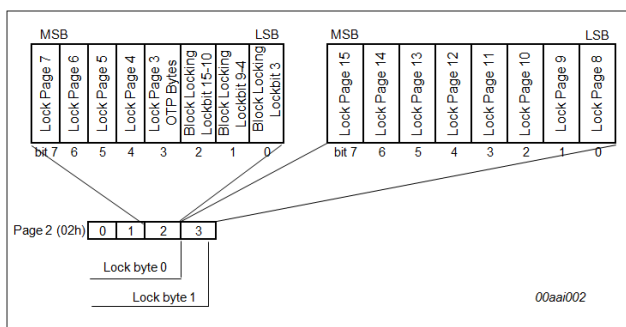 MSB LSB MSB LSB
Lock Page 7
Lock Page 6
Lock Page 5
Lock Page 4
Lock Page 3
OTP Bytes
Block Locking
Lockbit 15-10
Block Locking
Lockbit 9-4
Block Locking
Lockbit 3
Lock Page 15
Lock Page 14
Lock Page 13
Lock Page 12
Lock Page 11
Lock Page 10
Lock Page 9
Lock Page 8
bit 7 6 5 4 3 2 1 0 bit 7 6 5 4 3 2 1 0
Page 2 (02h) 0 1 2 3
Lock byte 0
Lock byte 1
00aai002